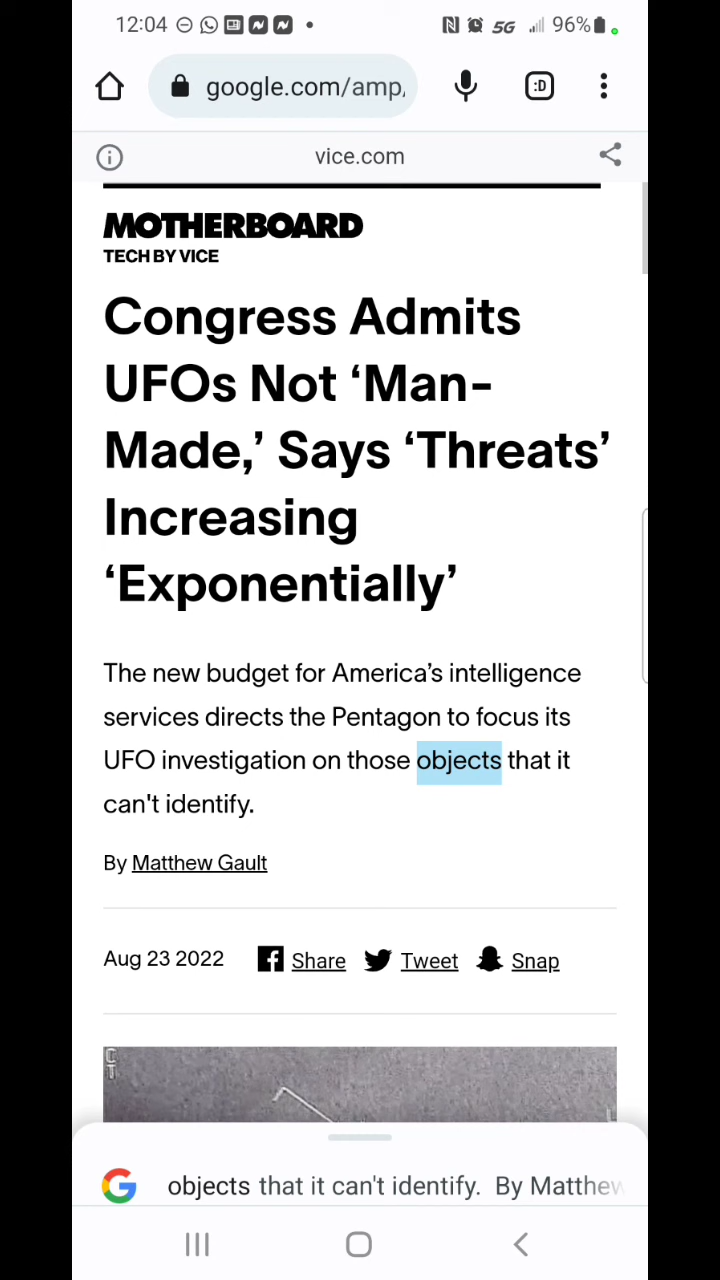 12:04 5G 96%
google.com/amp,
:D
vice.com
MOTHERBOARD
TECH BY VICE
Congress Admits
UFOs Not ‘Man-
Made,’ Says ‘Threats’
Increasing
‘Exponentially’
The new budget for America’s intelligence
services directs the Pentagon to focus its
UFO investigation on those objects that it
can't identify.
By Matthew Gault
Aug 23 2022 Share Tweet Snap
objects that it can't identify. By Matthew